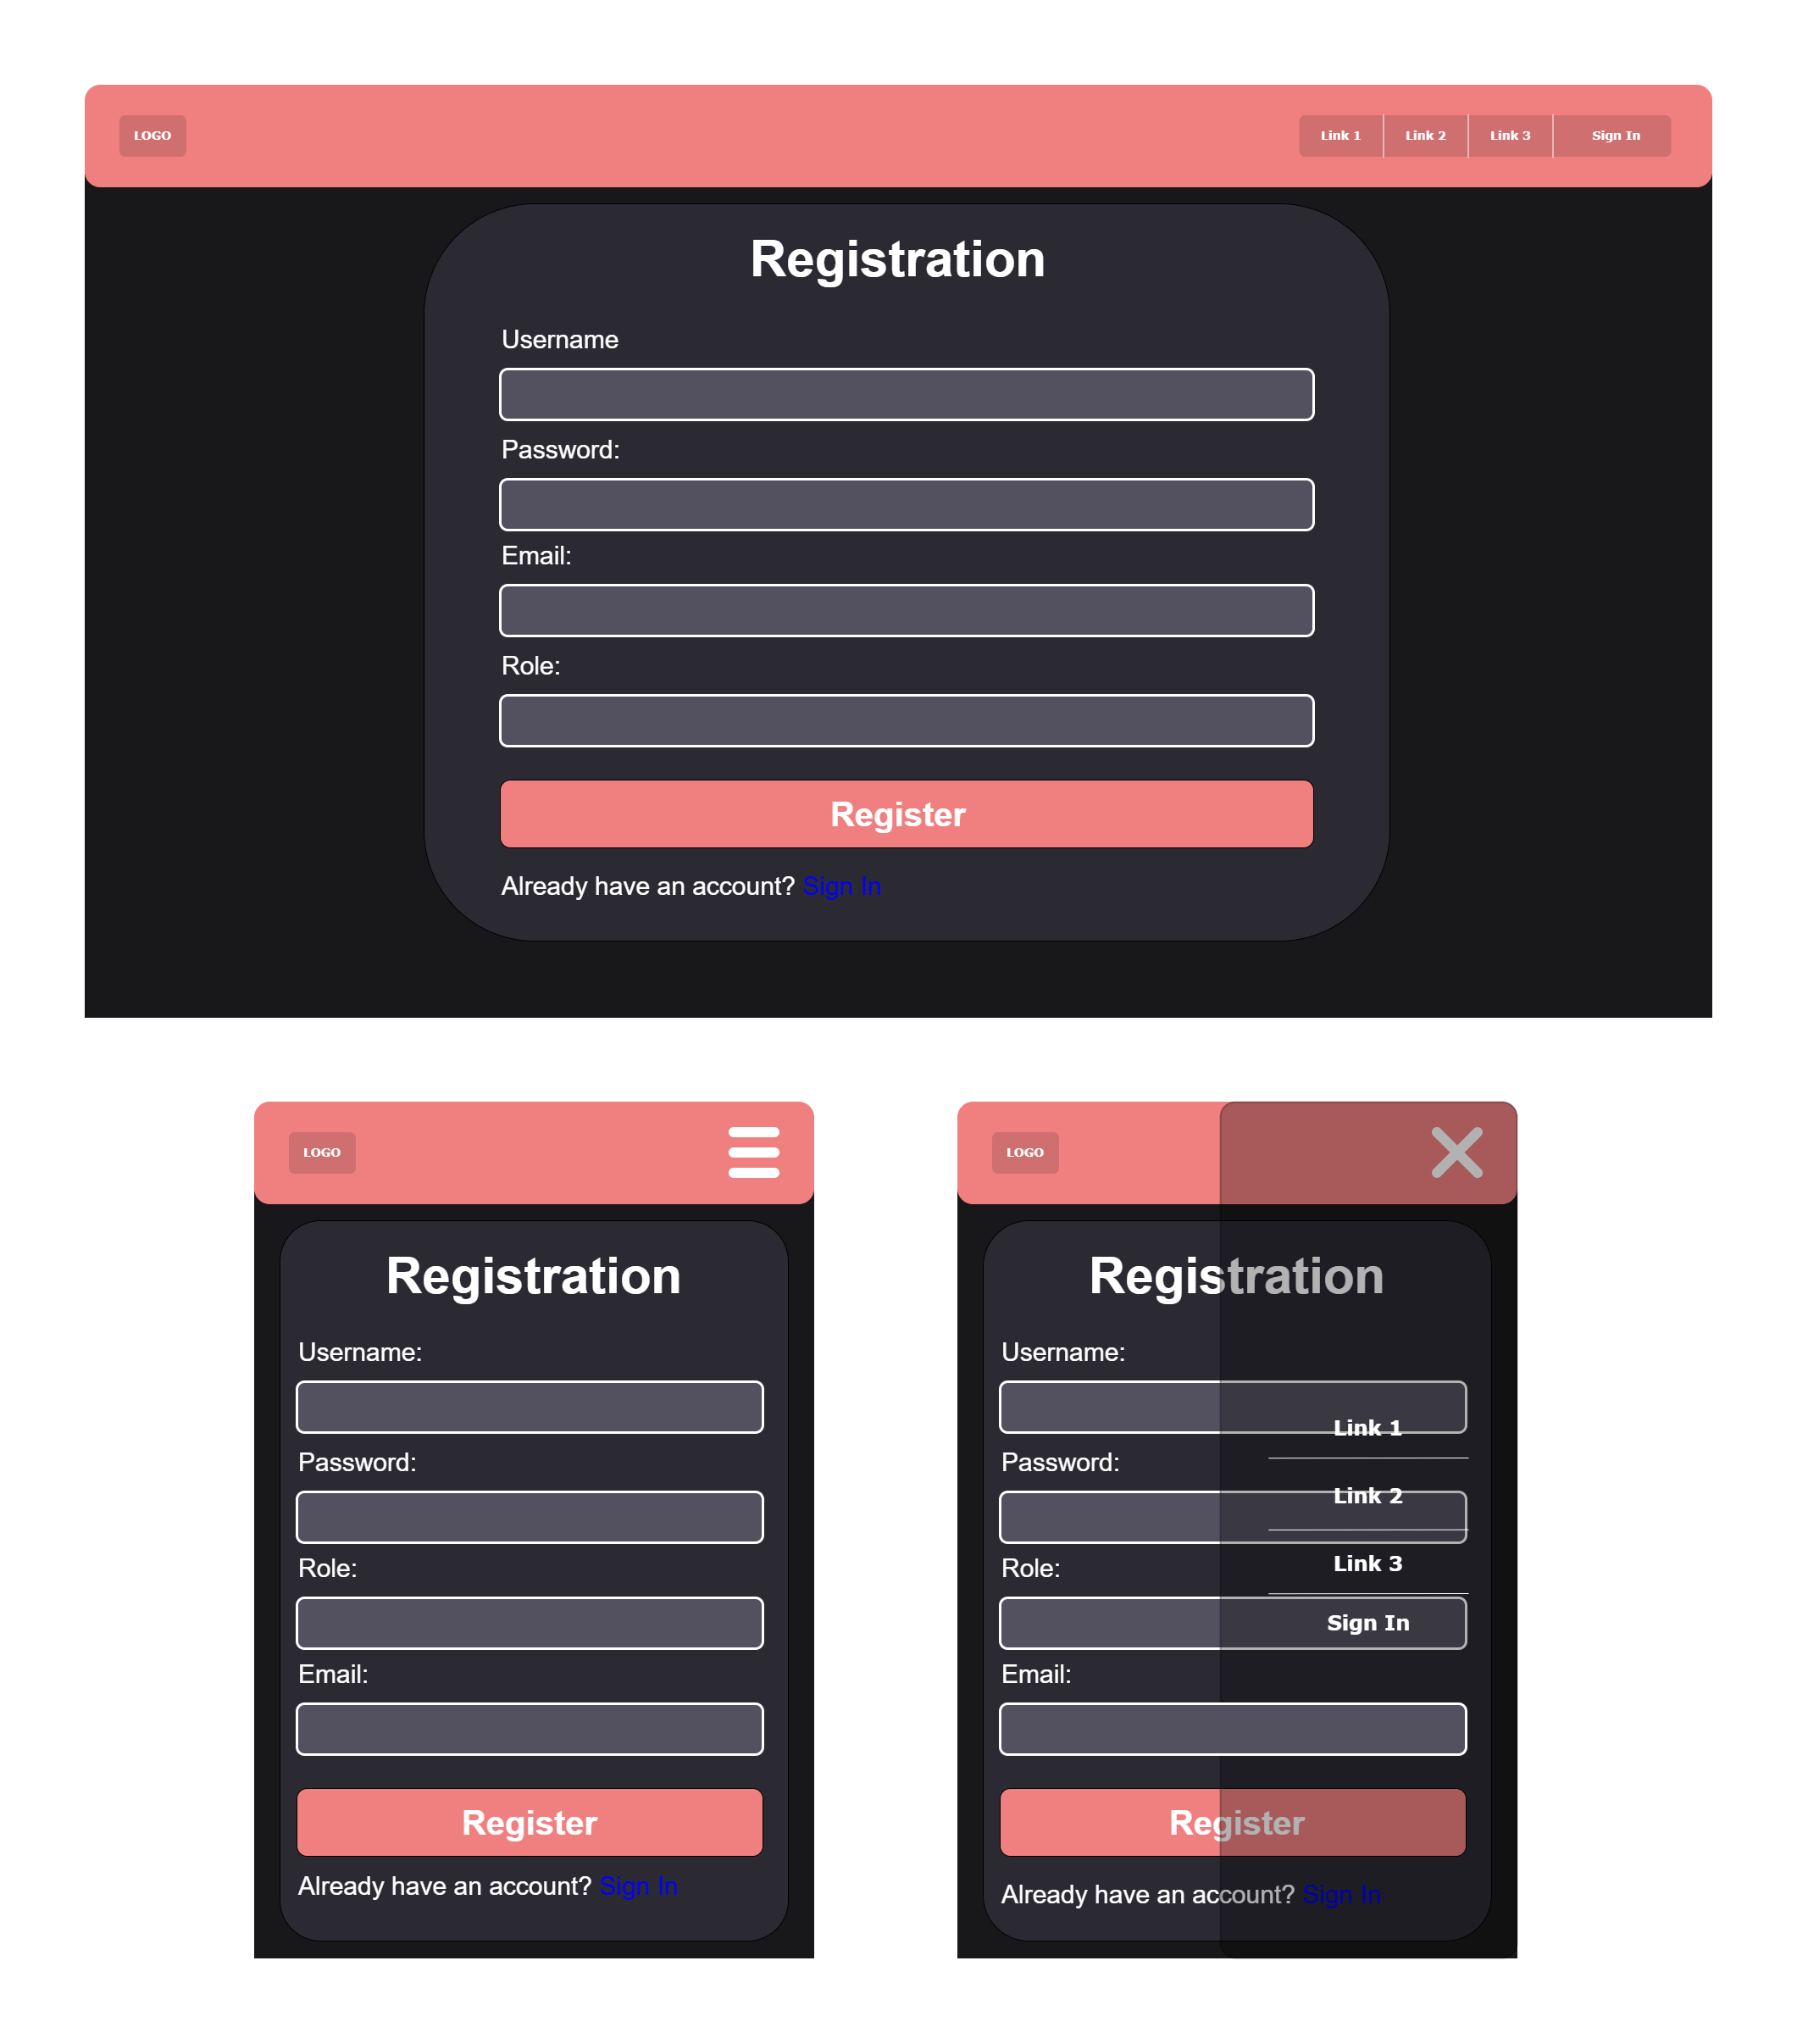 LOGO
Link 1 Link 2 Link 3 Sign In
Registration
Username
Password:
Email:
Role:
Register
Already have an account? Sign In
LOGO
Registration
Username:
Password:
Role:
Email:
Register
Already have an account? Sign In
LOGO
Registration
Username:
Link 1
Password:
Link 2
Link 3
Role:
Sign In
Email:
Register
Already have an account? Sign In